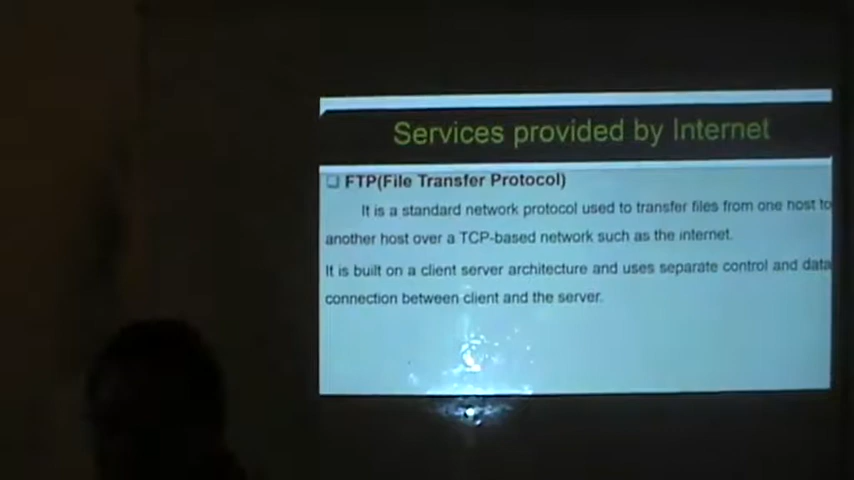 Services provided by Internet
FTP(File Transfer Protocol)
It is a standard network protocol used to transfer files from one host to
another host over a TCP-based network such as the internet.
It is built on a client server architecture and uses separate control and data
connection between client and the server.